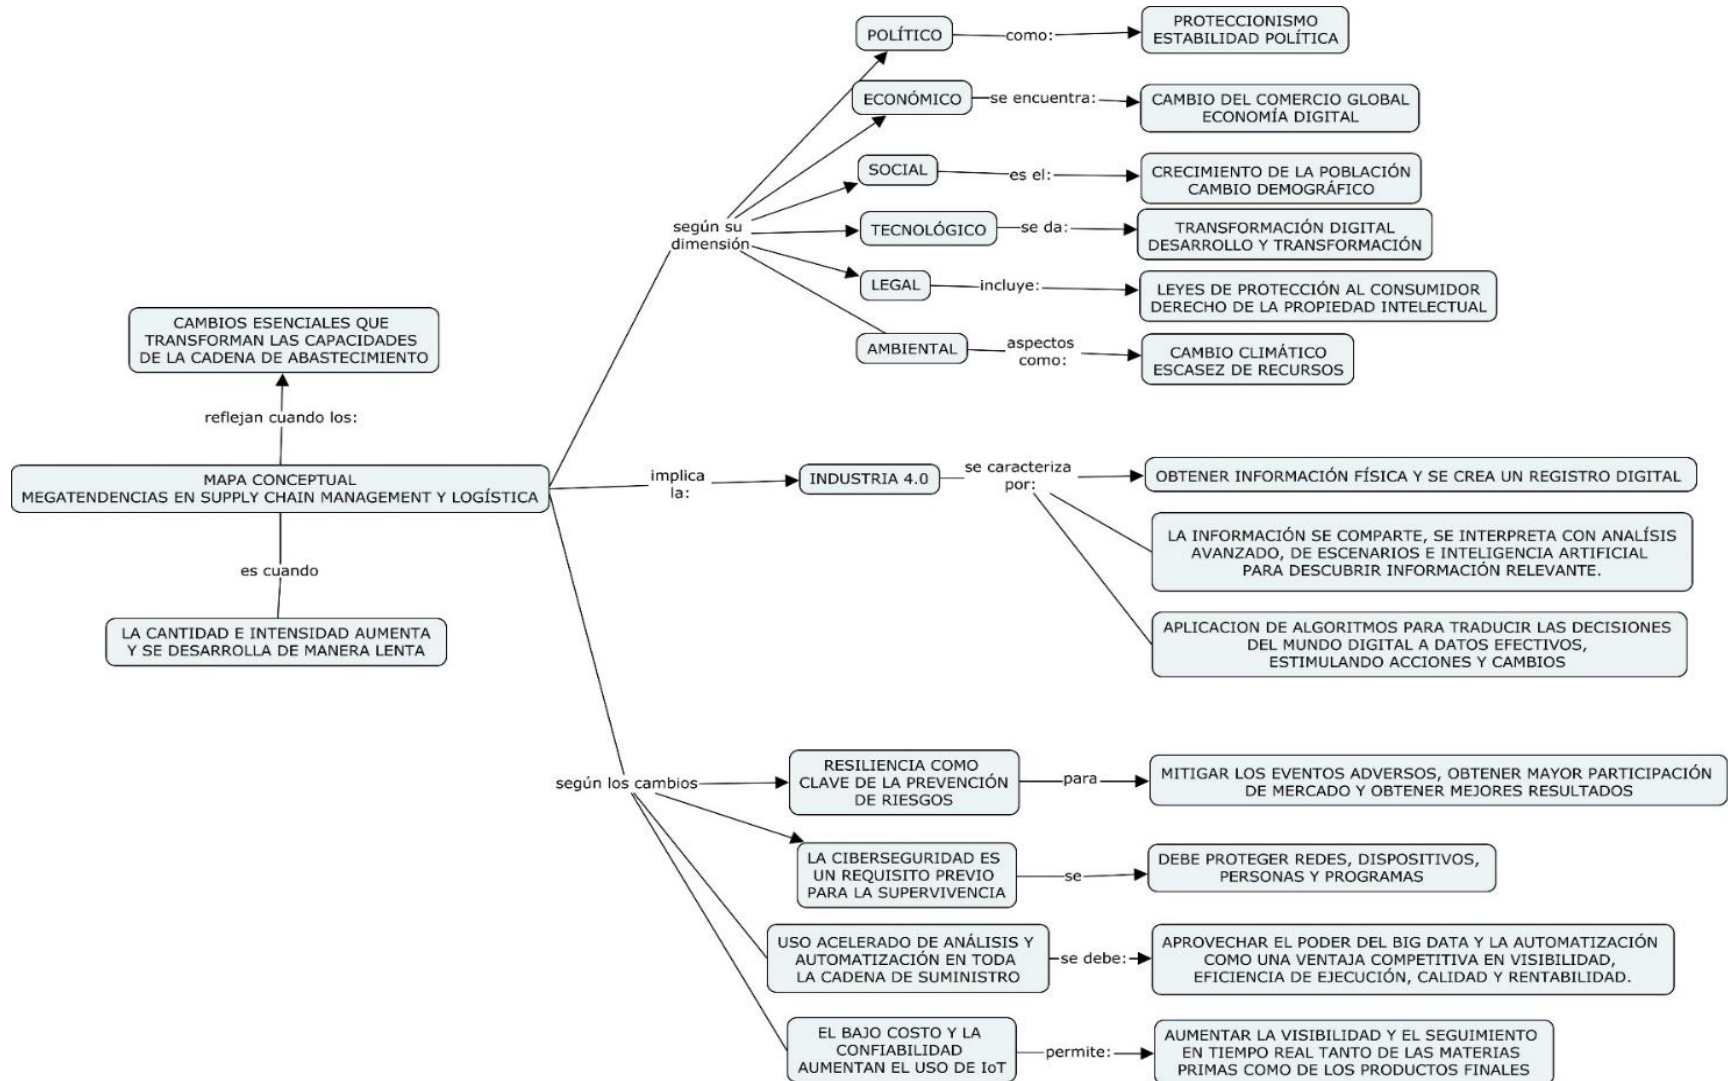 CAMBIOS ESENCIALES QUE
TRANSFORMAN LAS CAPACIDADES
DE LA CADENA DE ABASTECIMIENTO
reflejan cuando los:
MAPA CONCEPTUAL
MEGATENDENCIAS EN SUPPLY CHAIN MANAGEMENT Y LOGÍSTICA
es cuando
LA CANTIDAD E INTENSIDAD AUMENTA
Y SE DESARROLLA DE MANERA LENTA
según su
dimensión
POLÍTICO
como:
PROTECCIONISMO
ESTABILIDAD POLÍTICA
ECONÓMICO
se encuentra:
CAMBIO DEL COMERCIO GLOBAL
ECONOMÍA DIGITAL
SOCIAL
es el:
CRECIMIENTO DE LA POBLACIÓN
CAMBIO DEMOGRÁFICO
TECNOLÓGICO
se da:
TRANSFORMACIÓN DIGITAL
DESARROLLO Y TRANSFORMACIÓN
LEGAL
incluye:
LEYES DE PROTECCIÓN AL CONSUMIDOR
DERECHO DE LA PROPIEDAD INTELECTUAL
AMBIENTAL
aspectos
como:
CAMBIO CLIMÁTICO
ESCASEZ DE RECURSOS
implica
la:
INDUSTRIA 4.0
se caracteriza
por:
OBTENER INFORMACIÓN FÍSICA Y SE CREA UN REGISTRO DIGITAL
LA INFORMACIÓN SE COMPARTE, SE INTERPRETA CON ANALÍSIS
AVANZADO, DE ESCENARIOS E INTELIGENCIA ARTIFICIAL
PARA DESCUBRIR INFORMACIÓN RELEVANTE.
APLICACION DE ALGORITMOS PARA TRADUCIR LAS DECISIONES
DEL MUNDO DIGITAL A DATOS EFECTIVOS,
ESTIMULANDO ACCIONES Y CAMBIOS
según los cambios
RESILIENCIA COMO
CLAVE DE LA PREVENCIÓN
DE RIESGOS
para
MITIGAR LOS EVENTOS ADVERSOS, OBTENER MAYOR PARTICIPACIÓN
DE MERCADO Y OBTENER MEJORES RESULTADOS
LA CIBERSEGURIDAD ES
UN REQUISITO PREVIO
PARA LA SUPERVIVENCIA
se
DEBE PROTEGER REDES, DISPOSITIVOS,
PERSONAS Y PROGRAMAS
USO ACELERADO DE ANÁLISIS Y
AUTOMATIZACIÓN EN TODA
LA CADENA DE SUMINISTRO
se debe:
APROVECHAR EL PODER DEL BIG DATA Y LA AUTOMATIZACIÓN
COMO UNA VENTAJA COMPETITIVA EN VISIBILIDAD,
EFICIENCIA DE EJECUCIÓN, CALIDAD Y RENTABILIDAD.
EL BAJO COSTO Y LA
CONFIABILIDAD
AUMENTAN EL USO DE IoT
permite:
AUMENTAR LA VISIBILIDAD Y EL SEGUIMIENTO
EN TIEMPO REAL TANTO DE LAS MATERIAS
PRIMAS COMO DE LOS PRODUCTOS FINALES